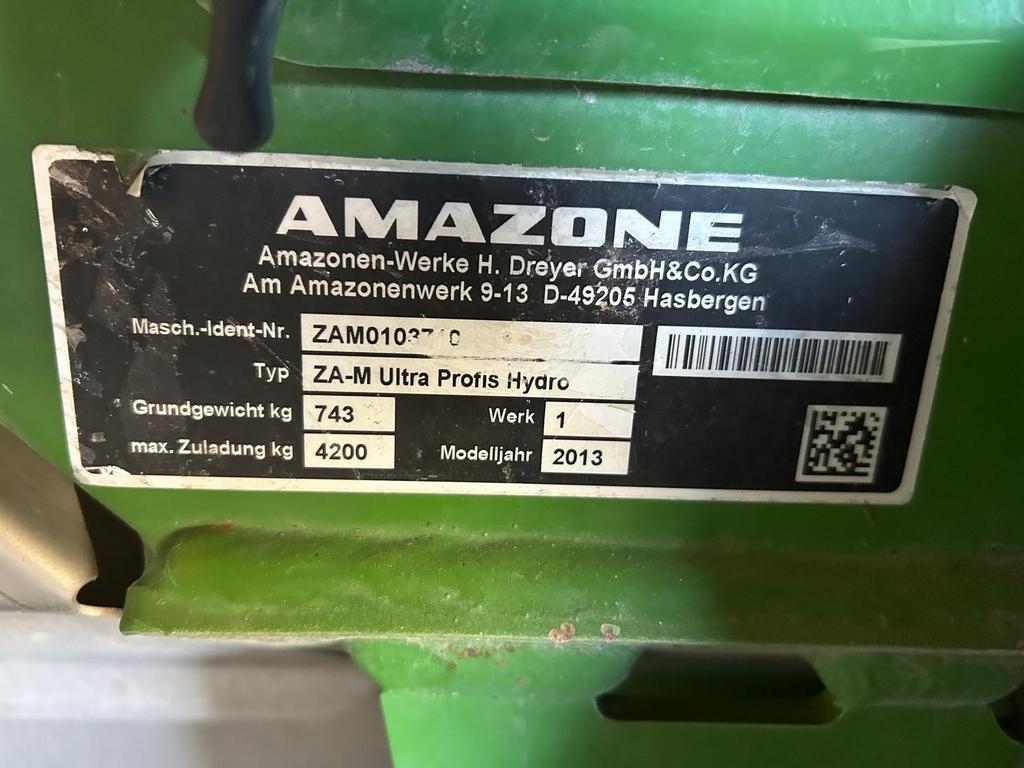 AMAZONE
Amazonen-Werke H. Dreyer GmbH&Co.KG
Am Amazonenwerk 9-13 D-49205 Hasbergen
Masch.-Ident-Nr.
Typ ZA-M Ultra Profis Hydro
Grundgewicht kg 743 Werk 1
max. Zuladung kg 4200 Modelljahr 2013